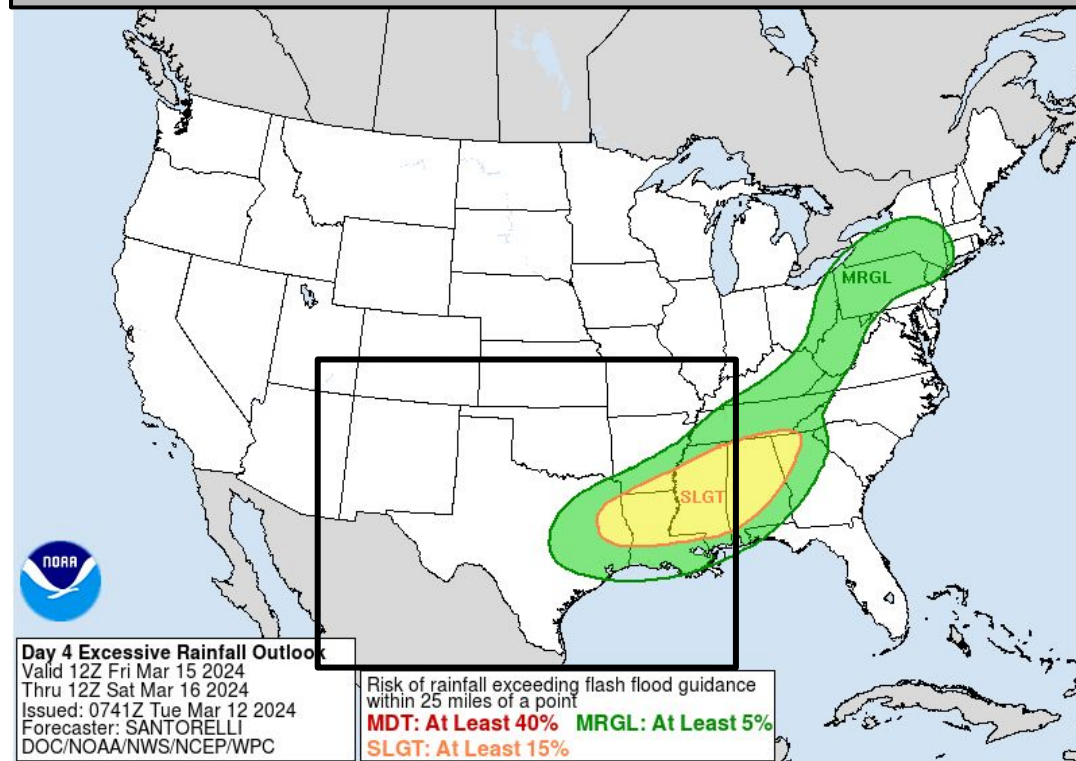 MRGL
SLGT
NOAA
Day 4 Excessive Rainfall Outlook
Valid 12Z Fri Mar 15 2024
Thru 12Z Sat Mar 16 2024
Issued: 0741Z Tue Mar 12 2024
Forecaster: SANTORELLI
DOC/NOAA/NWS/NCEP/WPC
Risk of rainfall exceeding flash flood guidance
within 25 miles of a point
MDT: At Least 40% MRGL: At Least 5%
SLGT: At Least 15%